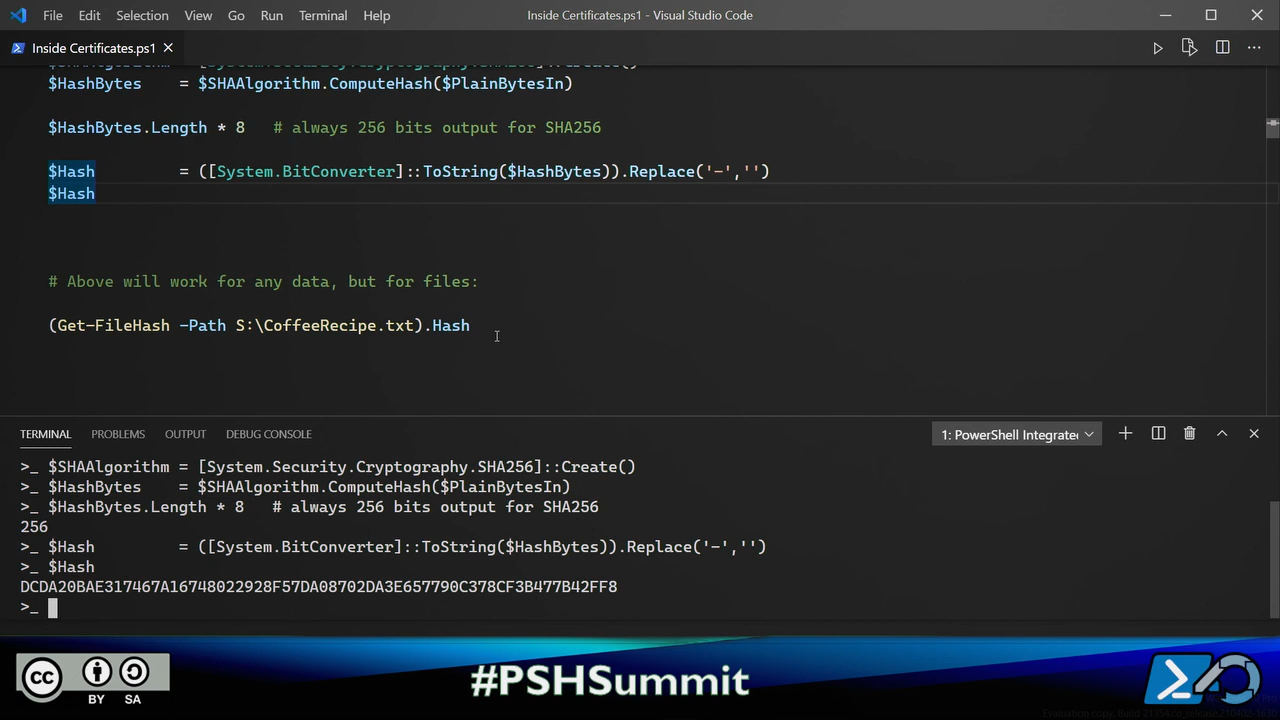 File Edit Selection View Go Run Terminal Help Inside Certificates.ps1 - Visual Studio Code
Inside Certificates.ps1
$HashBytes    = $SHAAlgorithm.ComputeHash($PlainBytesIn)
$HashBytes.Length * 8   # always 256 bits output for SHA256
$Hash         = ([System.BitConverter]::ToString($HashBytes)).Replace('-','')
$Hash
# Above will work for any data, but for files:
(Get-FileHash -Path S:\CoffeeRecipe.txt).Hash
TERMINAL PROBLEMS OUTPUT DEBUG CONSOLE 1: PowerShell Integrate
>_ $SHAAlgorithm = [System.Security.Cryptography.SHA256]::Create()
>_ $HashBytes    = $SHAAlgorithm.ComputeHash($PlainBytesIn)
>_ $HashBytes.Length * 8   # always 256 bits output for SHA256
256
>_ $Hash         = ([System.BitConverter]::ToString($HashBytes)).Replace('-','')
>_ $Hash
DCDA20BAE317467A16748022928F57DA08702DA3E657790C378CF3B477B42FF8
>_
cc BY SA
#PSHSummit